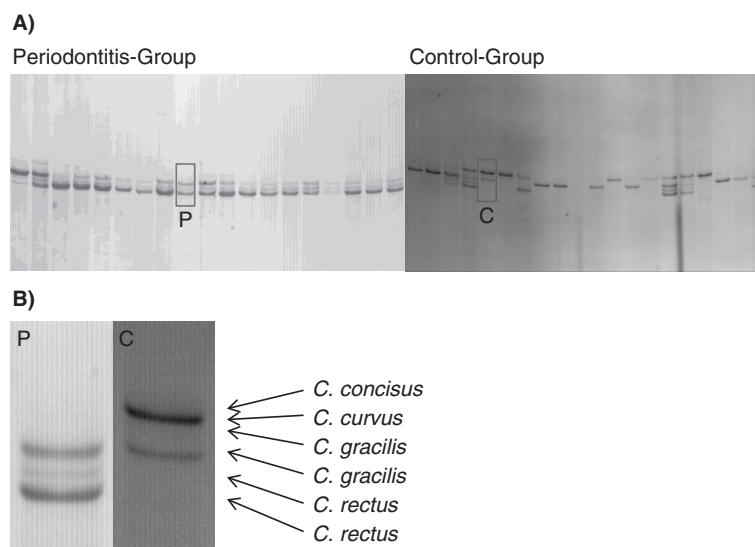 A)
Periodontitis-Group
Control-Group
P
C
B)
P
C
C. concisus
C. curvus
C. gracilis
C. gracilis
C. rectus
C. rectus